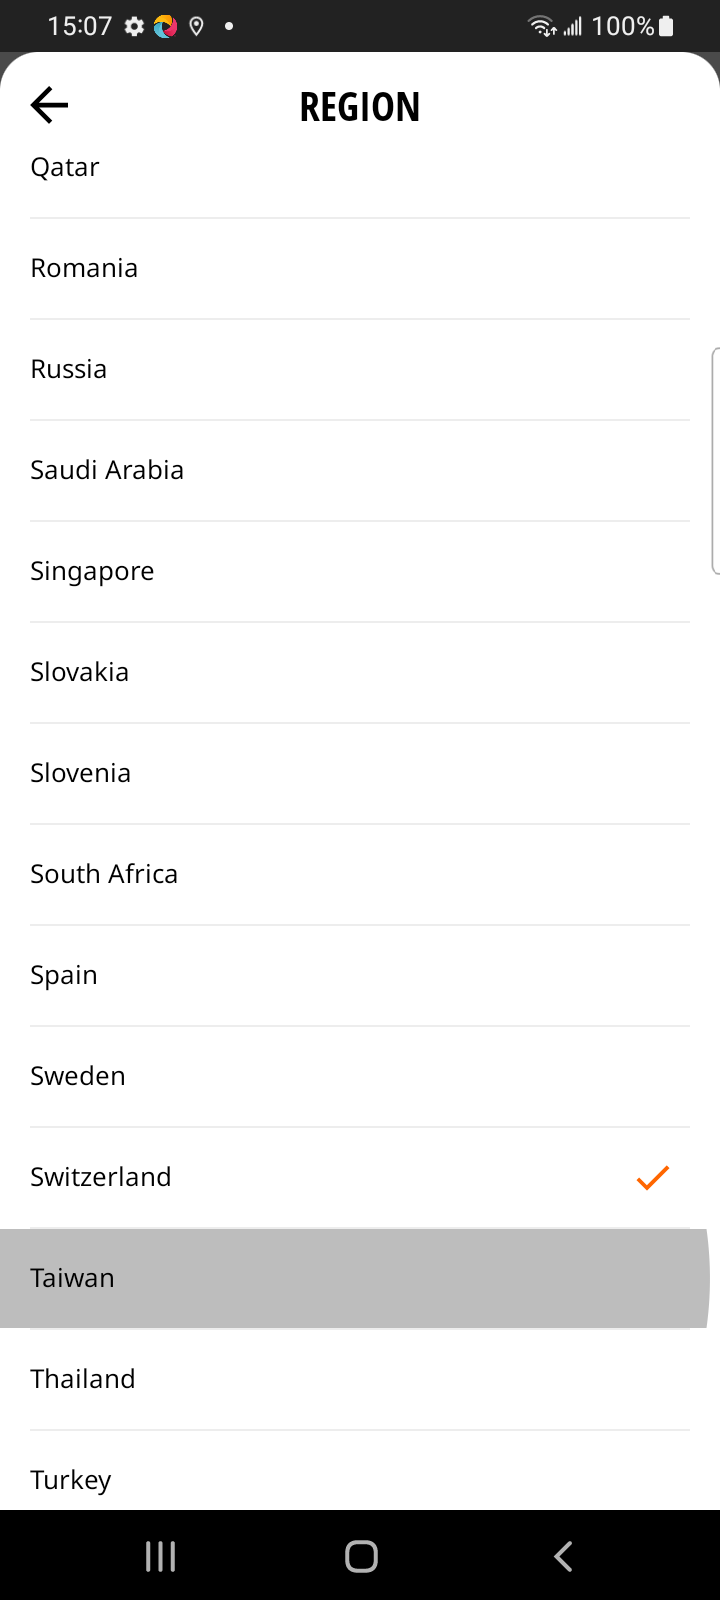 15:07
100%
REGION
Qatar
Romania
Russia
Saudi Arabia
Singapore
Slovakia
Slovenia
South Africa
Spain
Sweden
Switzerland
Taiwan
Thailand
Turkey